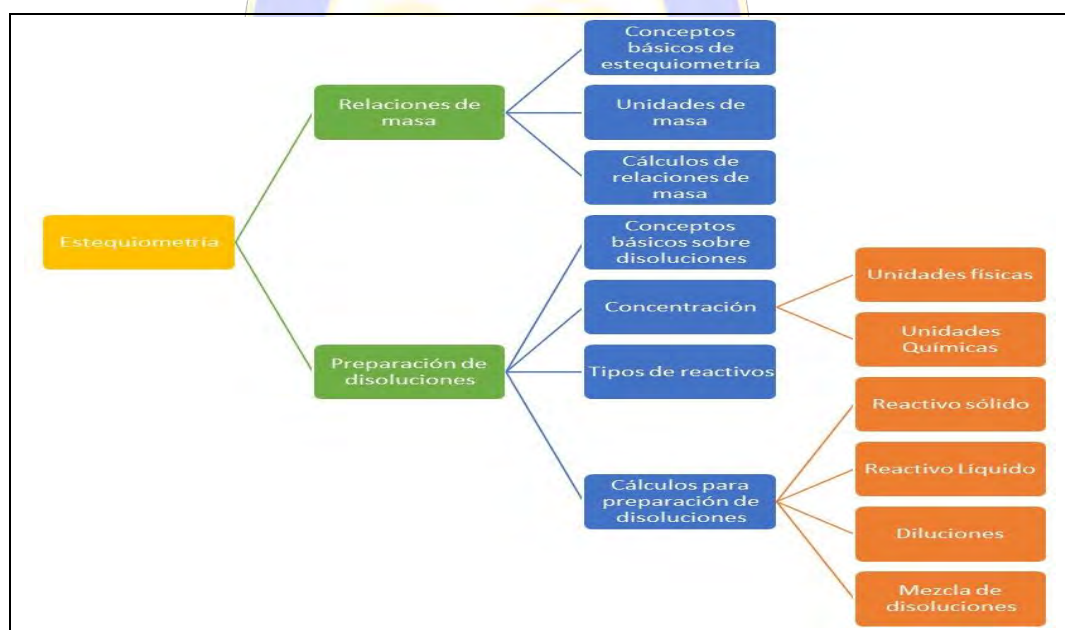 Estequiometría
Relaciones de
masa
Conceptos
básicos de
estequiometría
Unidades de
masa
Cálculos de
relaciones de
masa
Preparación de
disoluciones
Conceptos
básicos sobre
disoluciones
Concentración
Unidades físicas
Unidades
Químicas
Tipos de reactivos
Cálculos para
preparación de
disoluciones
Reactivo sólido
Reactivo Líquido
Diluciones
Mezcla de
disoluciones